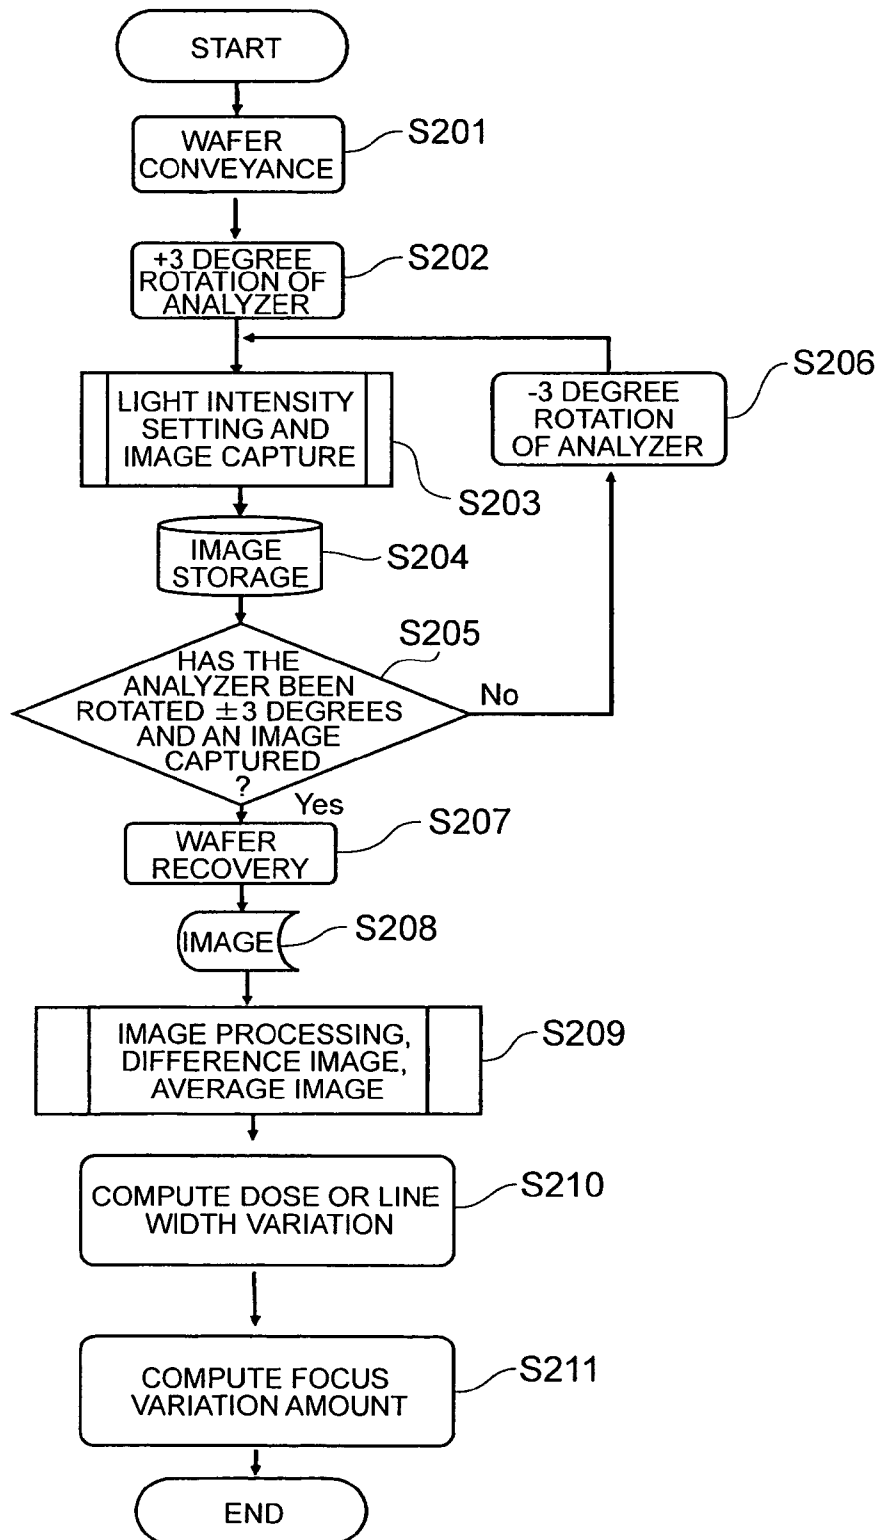 START
WAFER
CONVEYANCE
S201
+3 DEGREE
ROTATION OF
ANALYZER
S202
LIGHT INTENSITY
SETTING AND
IMAGE CAPTURE
S203
-3 DEGREE
ROTATION
OF ANALYZER
S206
IMAGE
STORAGE
S204
HAS THE
ANALYZER BEEN
ROTATED ±3 DEGREES
AND AN IMAGE
CAPTURED
?
S205
No
Yes
WAFER
RECOVERY
S207
IMAGE
S208
IMAGE PROCESSING,
DIFFERENCE IMAGE,
AVERAGE IMAGE
S209
COMPUTE DOSE OR LINE
WIDTH VARIATION
S210
COMPUTE FOCUS
VARIATION AMOUNT
S211
END